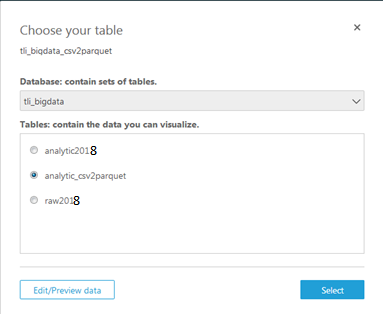 Choose your table
tli_bigdata_csv2parquet
Database: contain sets of tables.
tli_bigdata
Tables: contain the data you can visualize.
analytic2018
analytic_csv2parquet
raw2018
Edit/Preview data
Select